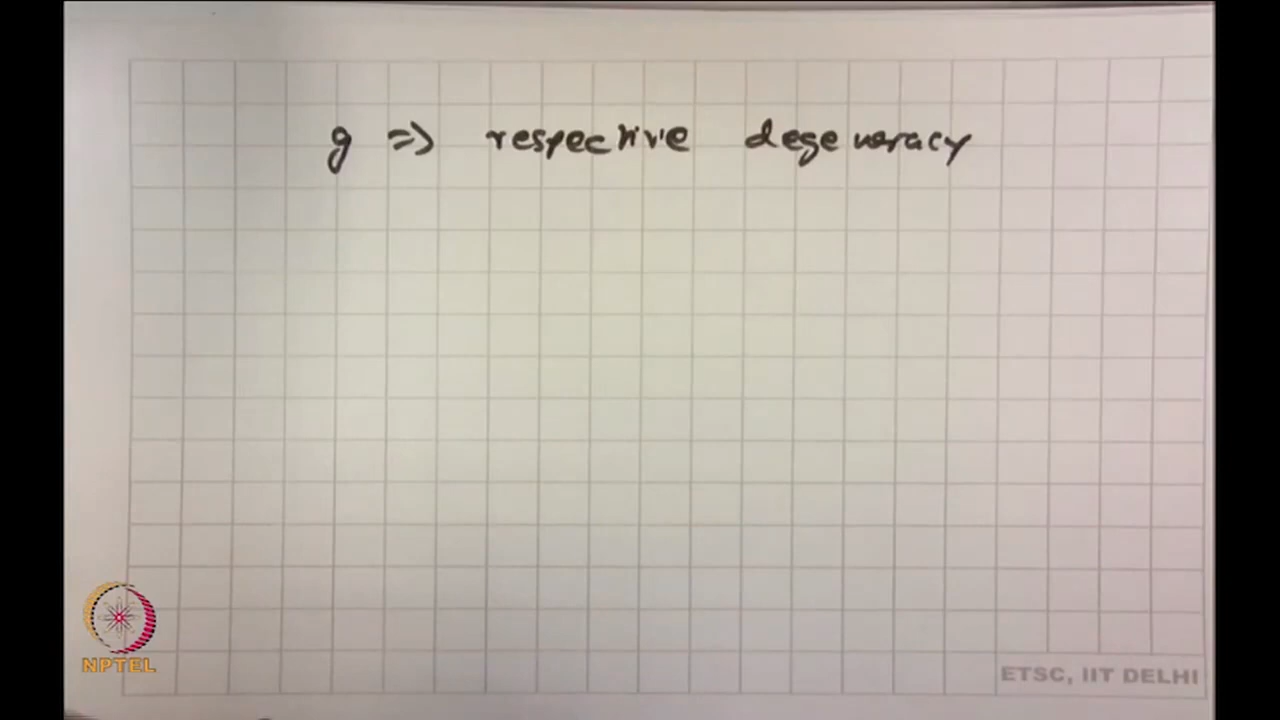 g => respective degeneracy
NPTEL
ETSC, IIT DELHI